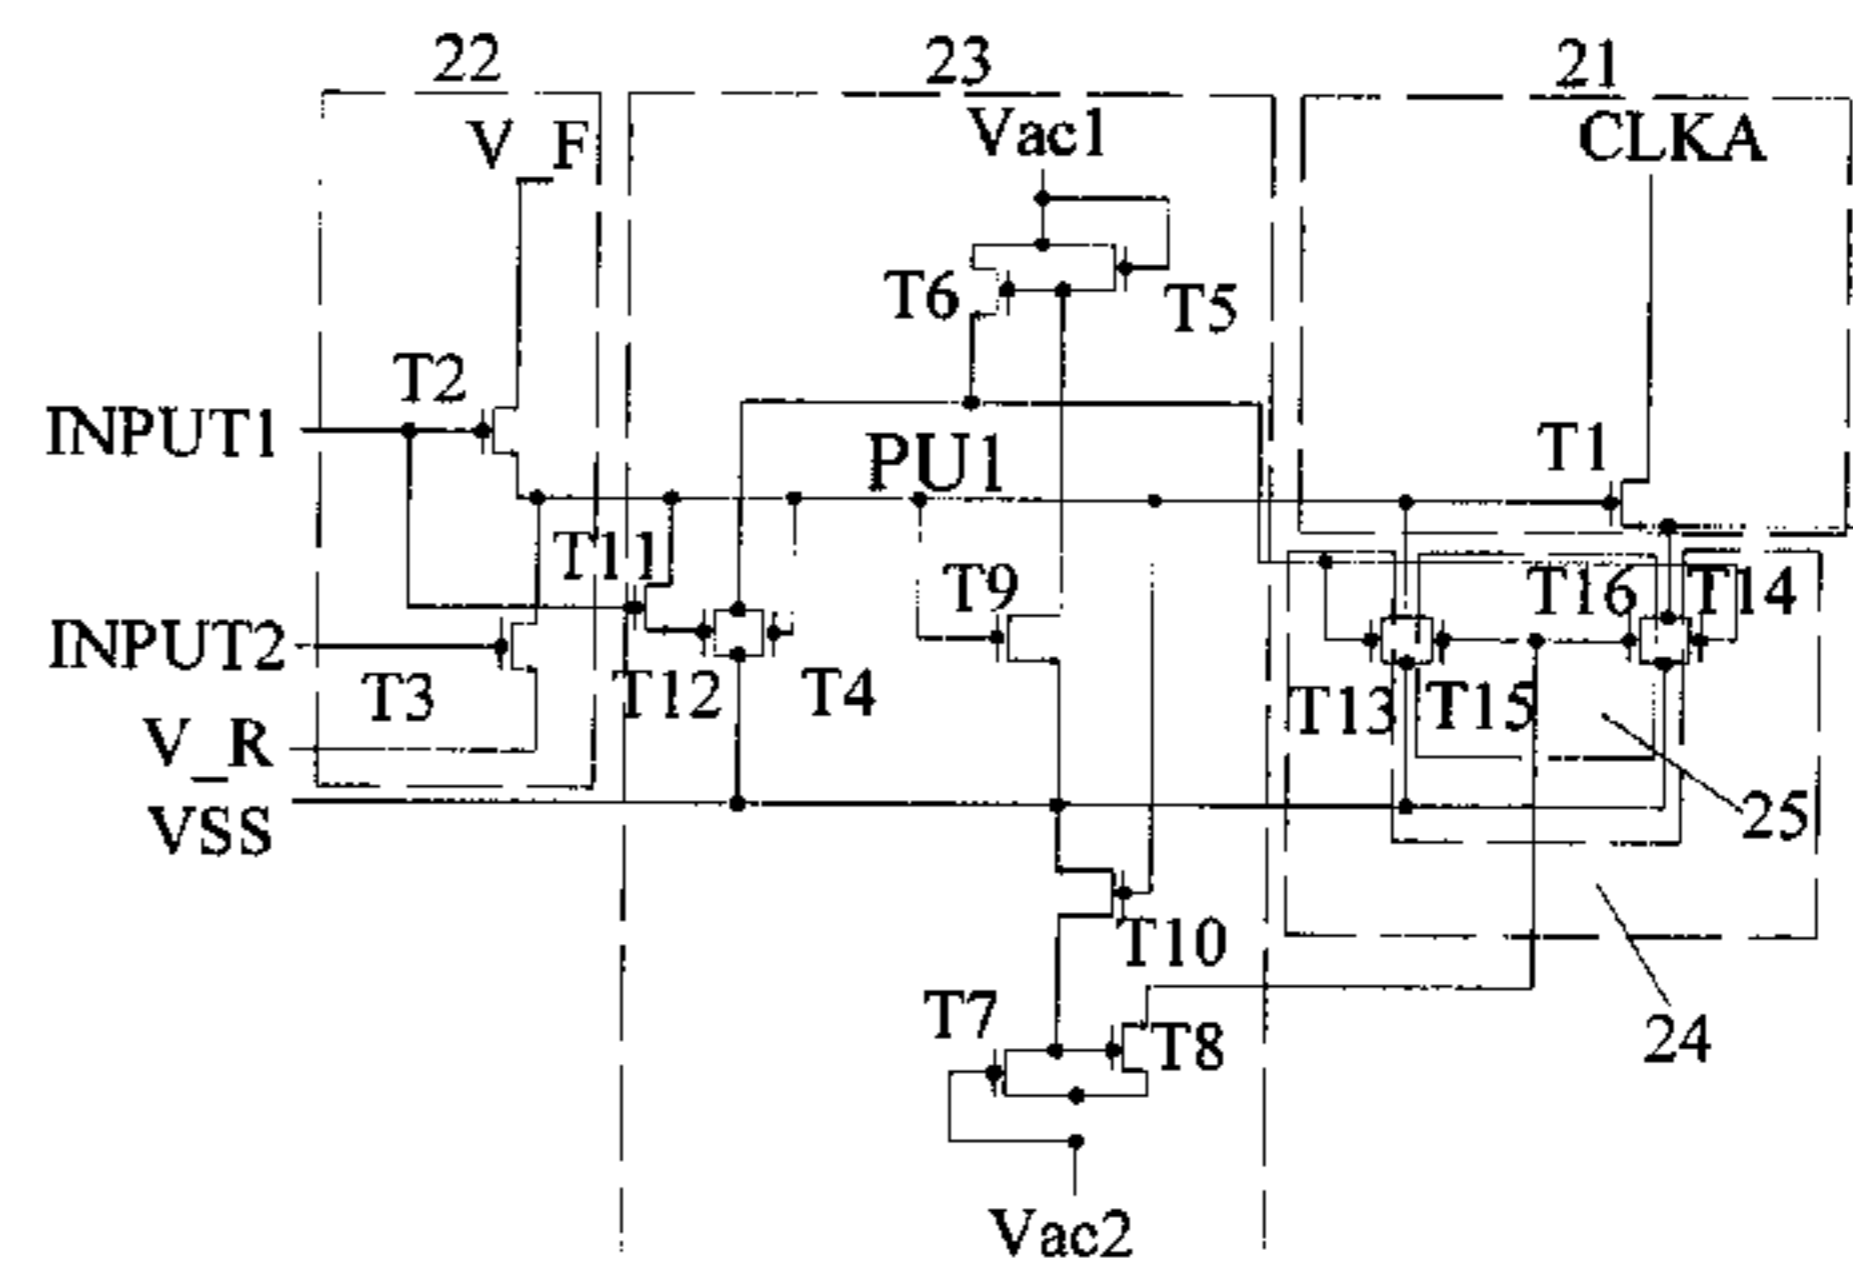 22
23
21
V_F
Vac1
CLKA
T6
T5
T2
INPUT1
PU1
T1
T11
T9
T16
T14
INPUT2
T3
T12
T4
T13
T15
V_R
VSS
25
T10
T7
T8
24
Vac2